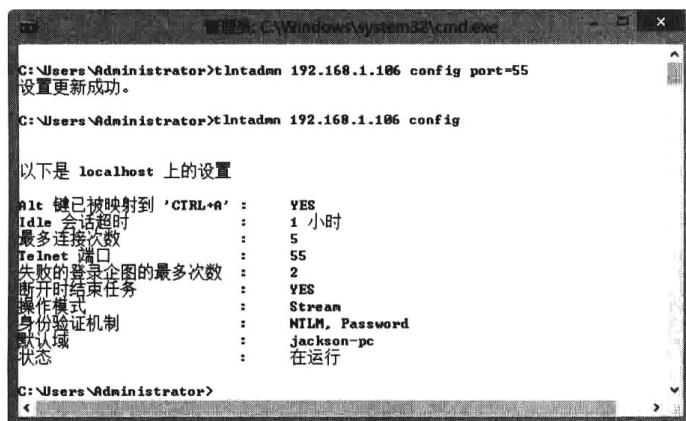 管理员: C:\Windows\system32\cmd.exe
C:\Users\Administrator>tlntadmn 192.168.1.106 config port=55
设置更新成功。
C:\Users\Administrator>tlntadmn 192.168.1.106 config
以下是 localhost 上的设置
Alt 键已被映射到 'CTRL+A' : YES
Idle 会话超时 : 1 小时
最多连接次数 : 5
Telnet 端口 : 55
失败的登录企图的最多次数 : 2
断开时结束任务 : YES
操作模式 : Stream
身份验证机制 : NTLM, Password
默认域 : jackson-pc
状态 : 在运行
C:\Users\Administrator>